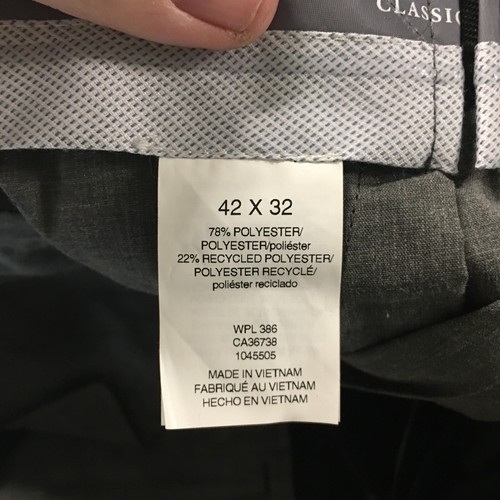 CLASSIC
42 X 32
78% POLYESTER/
POLYESTER/poliéster
22% RECYCLED POLYESTER/
POLYESTER RECYCLÉ/
poliéster reciclado
WPL 386
CA36738
1045505
MADE IN VIETNAM
FABRIQUÉ AU VIETNAM
HECHO EN VIETNAM